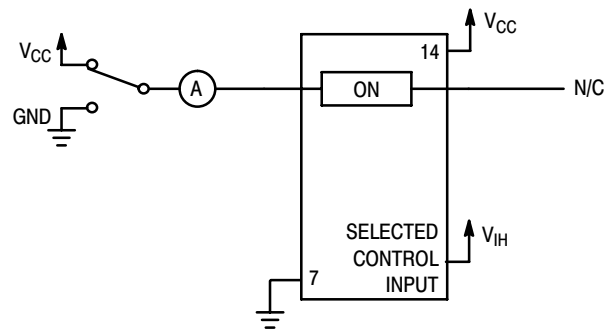 VCC
14
VCC
A
ON
N/C
GND
SELECTED
CONTROL
INPUT
VIH
7